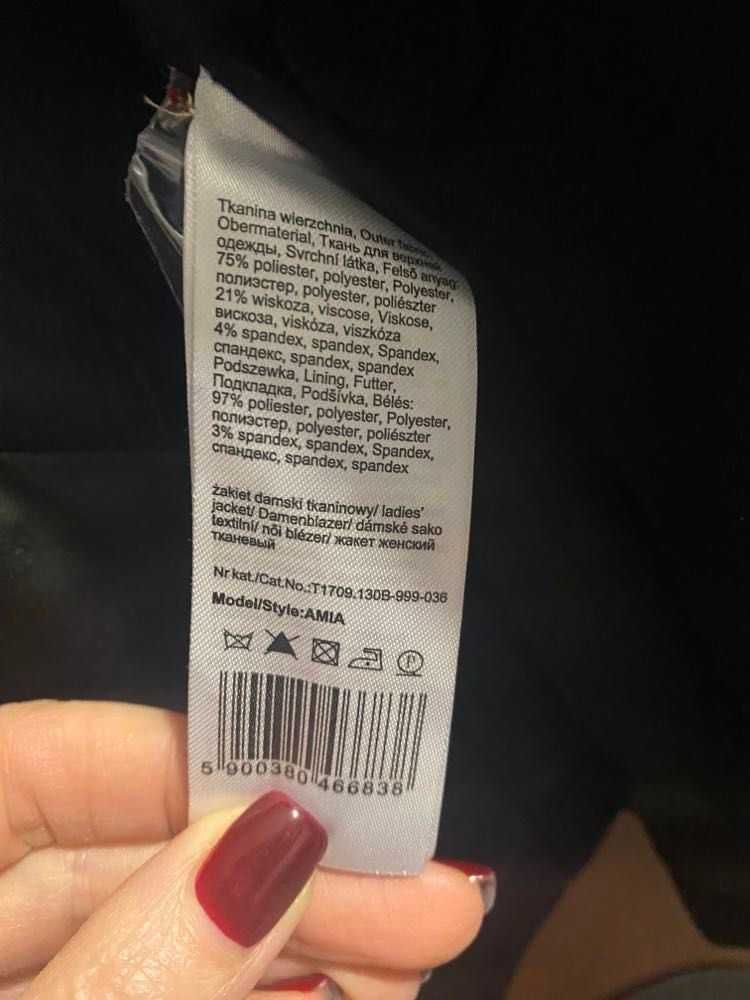 Tkanina wierzchnia, Outer fabric,
Obermaterial, Ткань для верхней
одежды, Svrchní látka, Felső anyag:
75% poliester, polyester, Polyester,
полиэстер, polyester, poliészter
21% wiskoza, viscose, Viskose,
вискоза, viskóza, viszkóza
4% spandex, spandex, Spandex,
спандекс, spandex, spandex
Podszewka, Lining, Futter,
Подкладка, Podšívka, Bélés:
97% poliester, polyester, Polyester,
полиэстер, polyester, poliészter
3% spandex, spandex, Spandex,
спандекс, spandex, spandex
żakiet damski tkaninowy/ ladies'
jacket/ Damenblazer/ dámské sako
textilní/ nõi blézer/ жакет женский
тканевый
Nr kat./Cat.No.:T1709.130B-999-036
Model/Style:AMIA
P
5 900380 466838